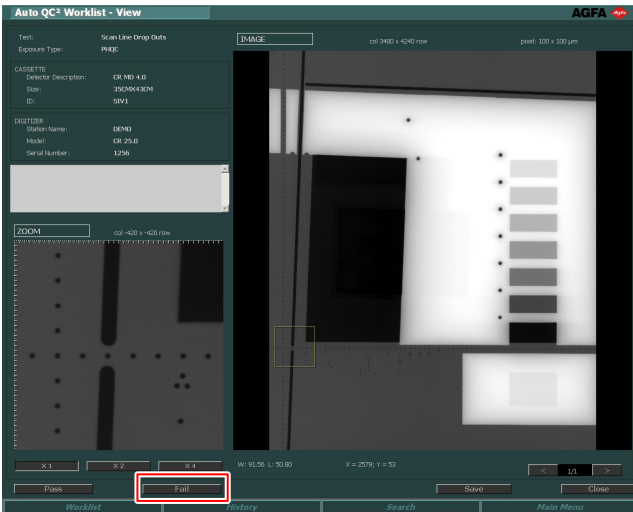 Auto QC² Worklist - View
AGFA
Test: Scan Line Drop Outs
Exposure Type: PHQC
CASSETTE
Detector Description: CR MD 4.0
Size: 35CMX43CM
ID: SIV1
DIGITIZER
Station Name: DEMO
Model: CR 25.0
Serial Number: 1256
ZOOM
col -420 x -420 row
X 1
X 2
X 4
IMAGE
col 3480 x 4240 row
pixel: 100 x 100 µm
W: 91.56 L: 50.80
X = 2579; Y = 53
<
1/1
>
Pass
Fail
Save
Close
Worklist
History
Search
Main Menu